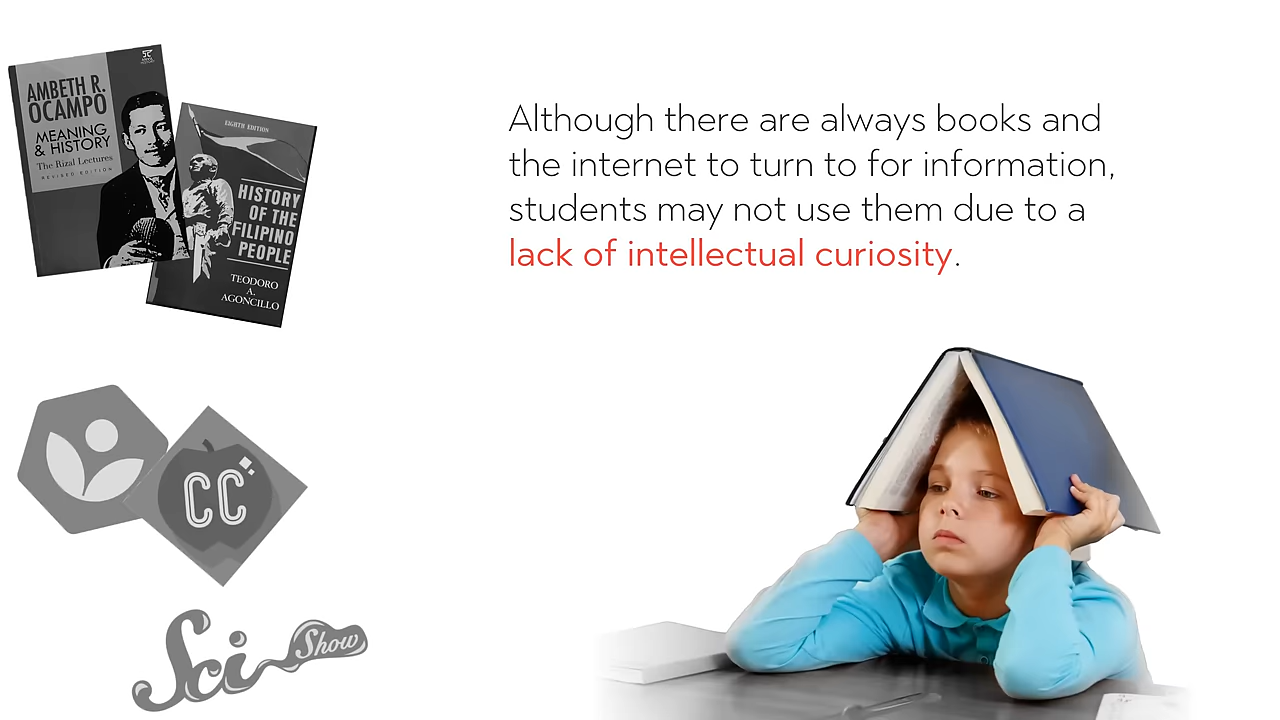 AMBETH R.
OCAMPO
MEANING
& HISTORY
The Rizal Lectures
REVISED EDITION
EIGHTH EDITION
HISTORY
OF THE
FILIPINO
PEOPLE
TEODORO
A.
AGONCILLO
Although there are always books and
the internet to turn to for information,
students may not use them due to a
lack of intellectual curiosity.
CC
Sci Show